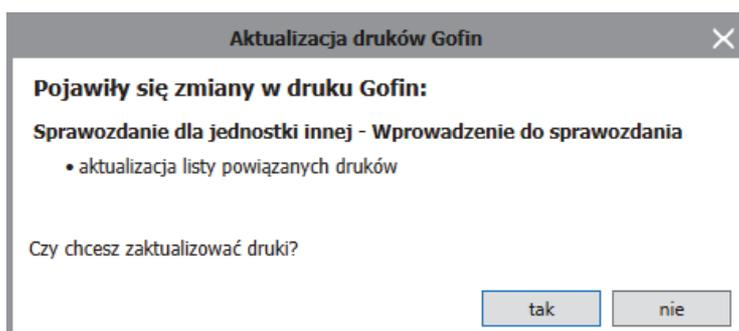 Aktualizacja druków Gofin
Pojawiły się zmiany w druku Gofin:
Sprawozdanie dla jednostki innej - Wprowadzenie do sprawozdania
• aktualizacja listy powiązanych druków
Czy chcesz zaktualizować druki?
tak nie